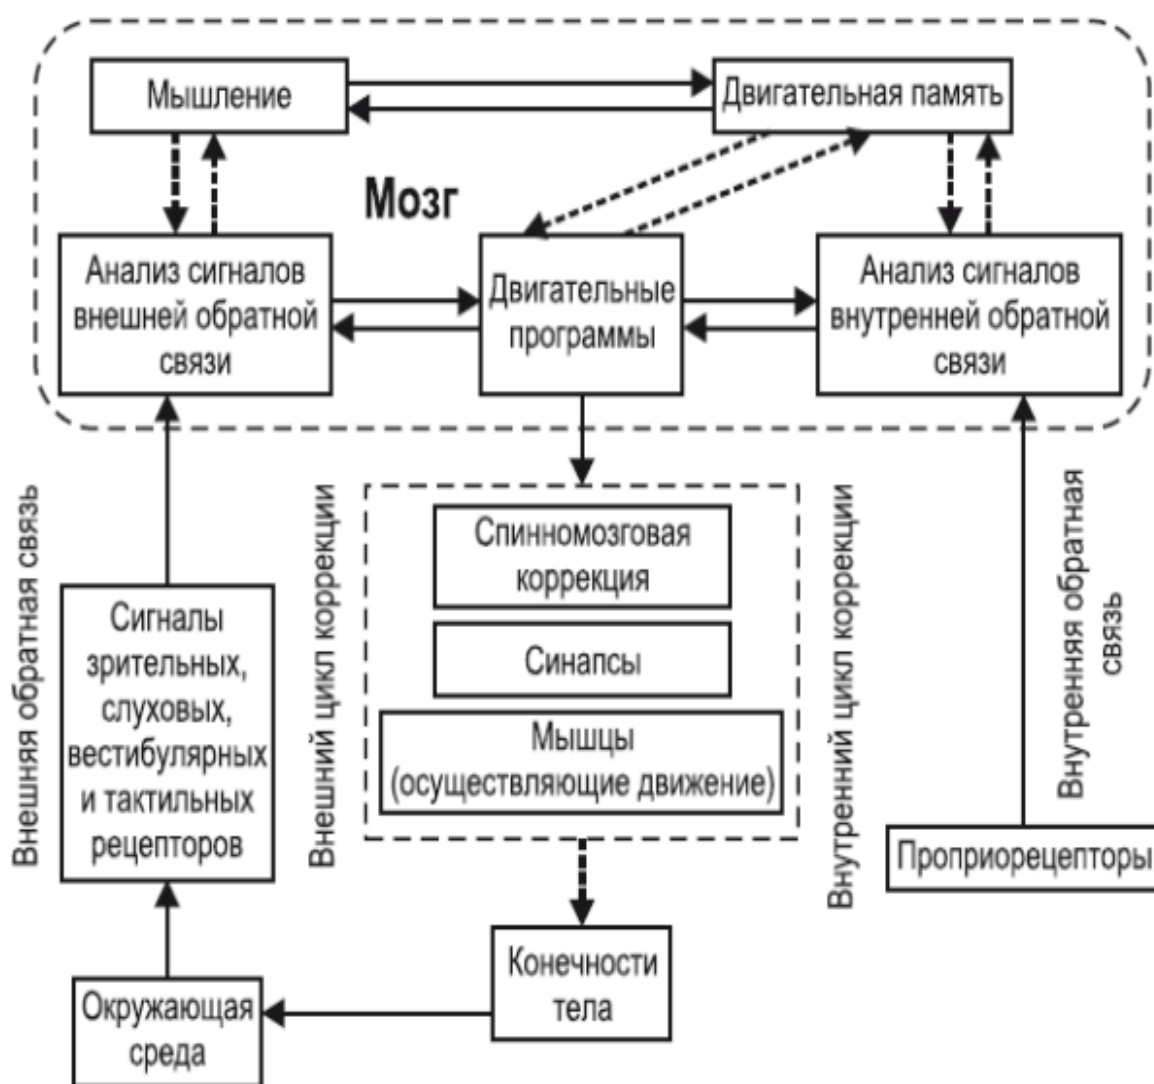 Мышление
Двигательная память
Мозг
Анализ сигналов
внешней обратной
связи
Двигательные
программы
Анализ сигналов
внутренней обратной
связи
Внешняя обратная связь
Сигналы
зрительных,
слуховых,
вестибулярных
и тактильных
рецепторов
Внешний цикл коррекции
Спинномозговая
коррекция
Синапсы
Мышцы
(осуществляющие движение)
Внутренний цикл коррекции
Внутренняя обратная
связь
Проприорецепторы
Конечности
тела
Окружающая
среда